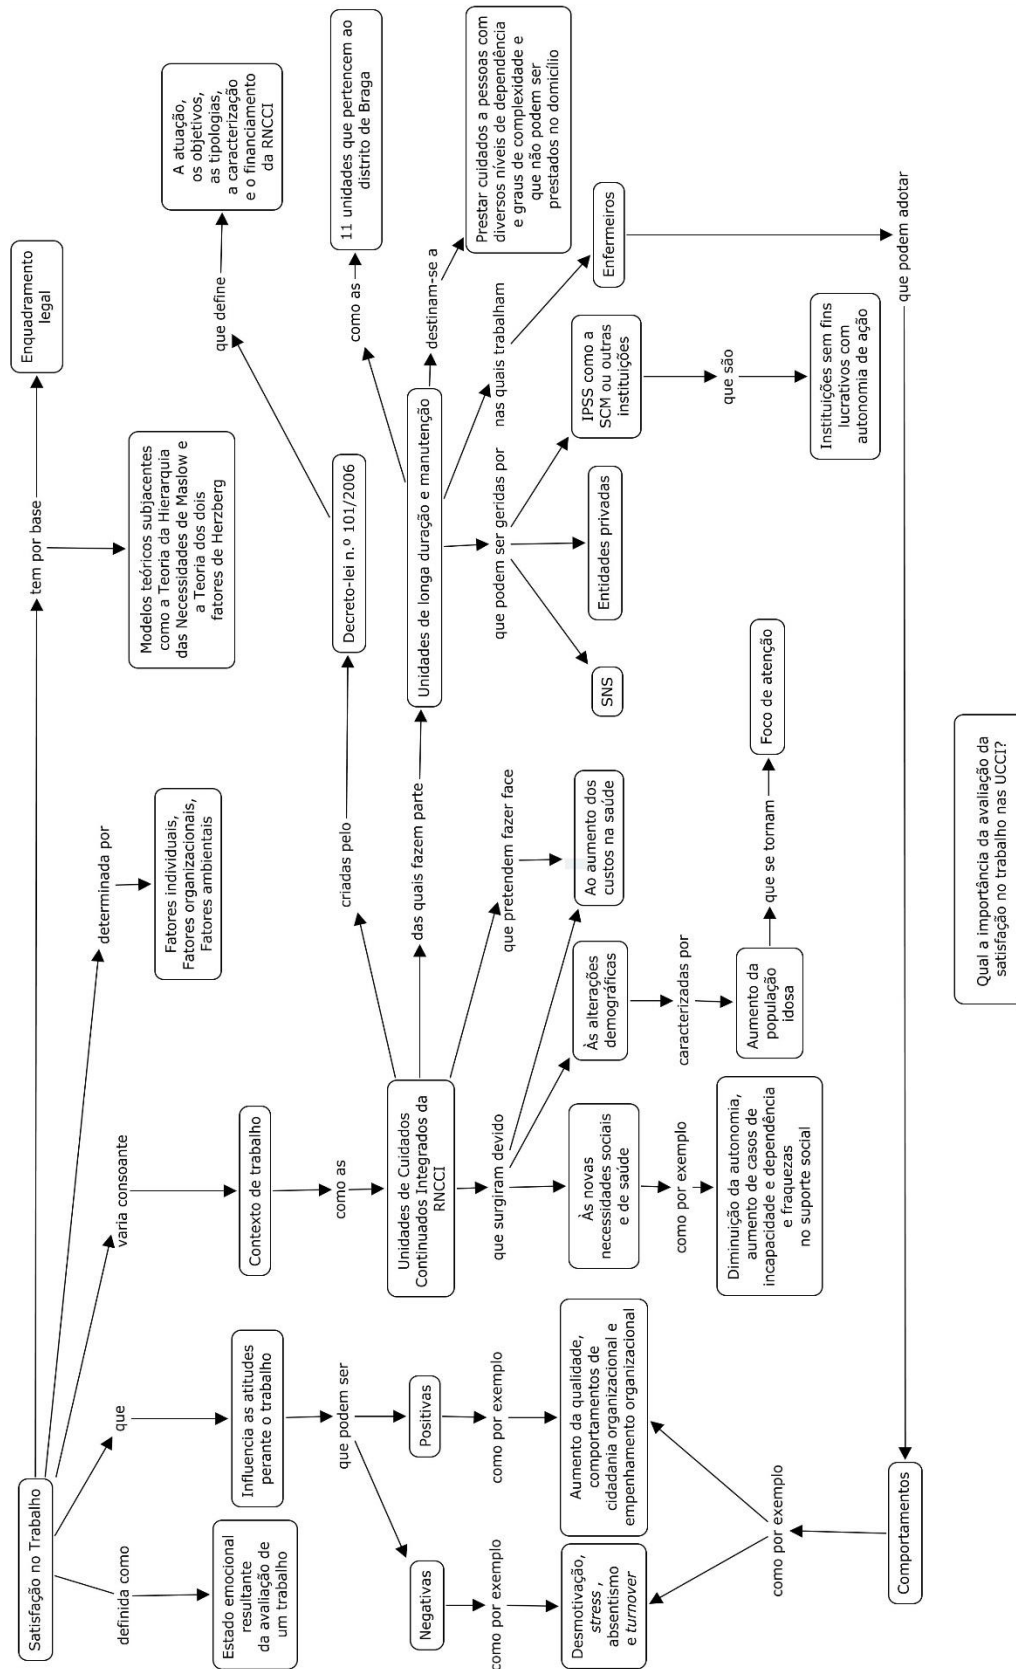 Satisfação no Trabalho
definida como
Estado emocional
resultante
da avaliação de
um trabalho
que
Influencia as atitudes
perante o trabalho
que podem ser
Negativas
como por exemplo
Desmotivação,
stress ,
absentismo
e turnover
Positivas
como por exemplo
Aumento da qualidade,
comportamentos de
cidadania organizacional e
empenhamento organizacional
varia consoante
Contexto de trabalho
como as
Unidades de Cuidados
Continuados Integrados da
RNCCI
que surgiram devido
Às novas
necessidades sociais
e de saúde
como por exemplo
Diminuição da autonomia,
aumento de casos de
incapacidade e dependência
e fraquezas
no suporte social
Às alterações
demográficas
caracterizadas por
Aumento da
população
idosa
que se tornam
Foco de atenção
que pretendem fazer face
Ao aumento dos
custos na saúde
determinada por
Fatores individuais,
Fatores organizacionais,
Fatores ambientais
tem por base
Modelos teóricos subjacentes
como a Teoria da Hierarquia
das Necessidades de Maslow e
a Teoria dos dois
fatores de Herzberg
Enquadramento
legal
criadas pelo
Decreto-lei n.º 101/2006
que define
A atuação,
os objetivos,
as tipologias,
a caracterização
e o financiamento
da RNCCI
das quais fazem parte
Unidades de longa duração e manutenção
como as
11 unidades que pertencem ao
distrito de Braga
destinam-se a
Prestar cuidados a pessoas com
diversos níveis de dependência
e graus de complexidade e
que não podem ser
prestados no domicílio
que podem ser geridas por
SNS
Entidades privadas
IPSS como a
SCM ou outras
instituições
que são
Instituições sem fins
lucrativos com
autonomia de ação
nas quais trabalham
Enfermeiros
que podem adotar
Comportamentos
como por exemplo
Qual a importância da avaliação da
satisfação no trabalho nas UCCI?